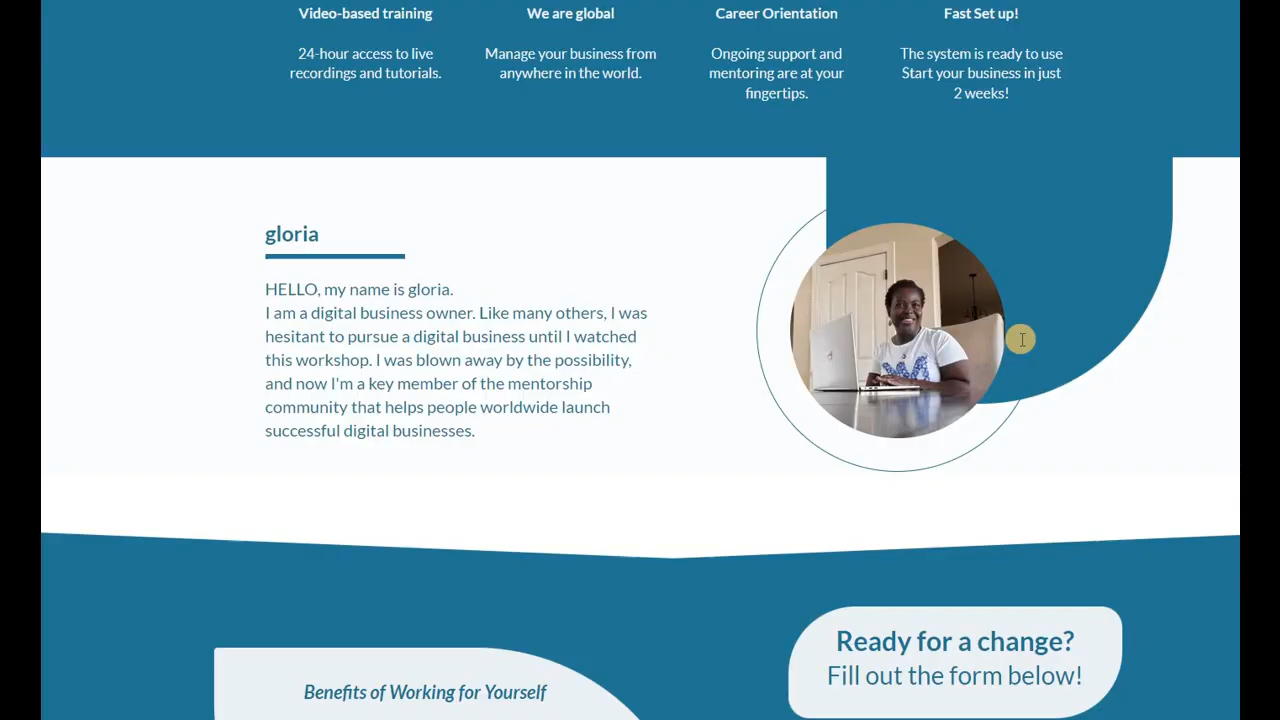 Video-based training
24-hour access to live
recordings and tutorials.
We are global
Manage your business from
anywhere in the world.
Career Orientation
Ongoing support and
mentoring are at your
fingertips.
Fast Set up!
The system is ready to use
Start your business in just
2 weeks!
gloria
HELLO, my name is gloria.
I am a digital business owner. Like many others, I was
hesitant to pursue a digital business until I watched
this workshop. I was blown away by the possibility,
and now I'm a key member of the mentorship
community that helps people worldwide launch
successful digital businesses.
Benefits of Working for Yourself
Ready for a change?
Fill out the form below!